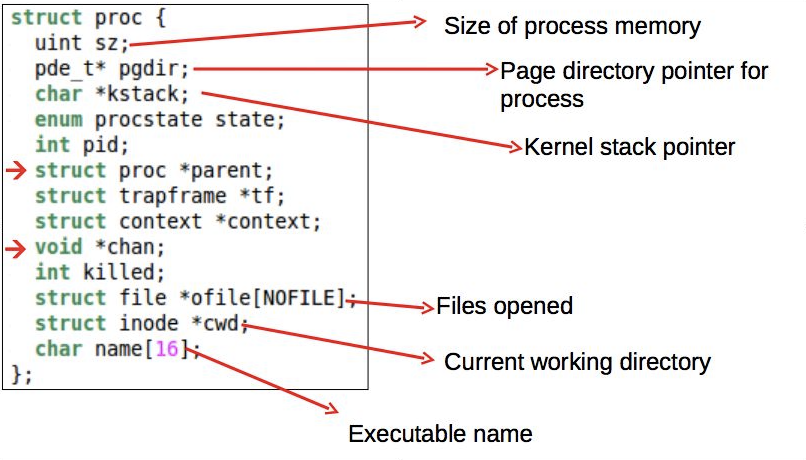 struct proc {
uint sz;
pde_t* pgdir;
char *kstack;
enum procstate state;
int pid;
struct proc *parent;
struct trapframe *tf;
struct context *context;
void *chan;
int killed;
struct file *ofile[NOFILE];
struct inode *cwd;
char name[16];
};
Size of process memory
Page directory pointer for
process
Kernel stack pointer
Files opened
Current working directory
Executable name